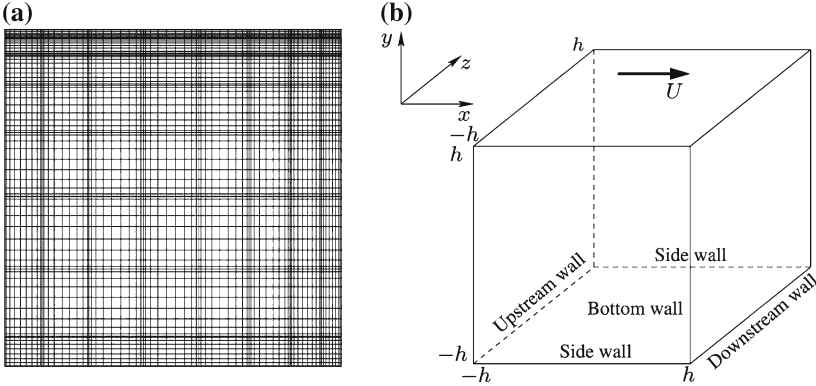 (a)
(b)
y
z
x
h
U
−h
h
Side wall
Upstream wall
Bottom wall
Downstream wall
Side wall
−h
−h
h